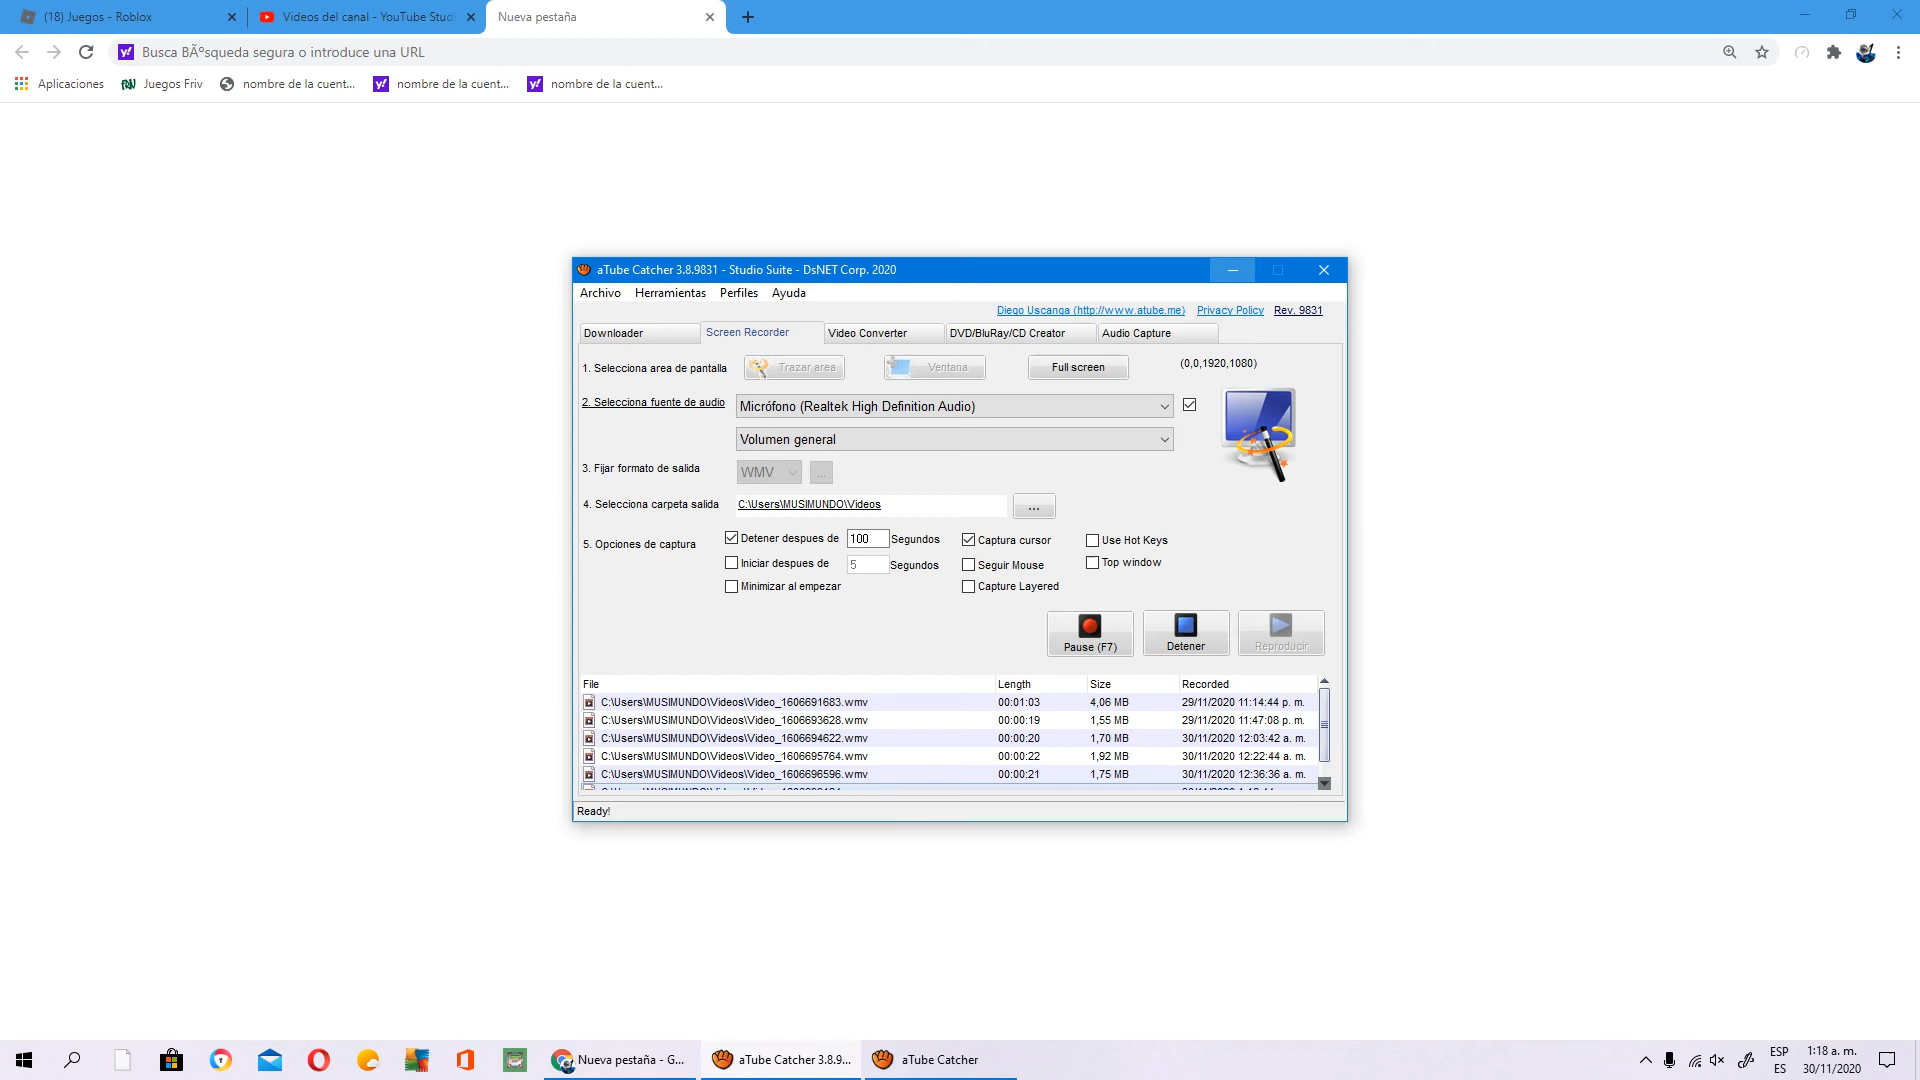 (18) Juegos - Roblox
Videos del canal - YouTube Studi
Nueva pestaña
Busca BÃºsqueda segura o introduce una URL
Aplicaciones
Juegos Friv
nombre de la cuent...
nombre de la cuent...
nombre de la cuent...
aTube Catcher 3.8.9831 - Studio Suite - DsNET Corp. 2020
Archivo Herramientas Perfiles Ayuda
Diego Uscanga (http://www.atube.me) Privacy Policy Rev. 9831
Downloader Screen Recorder Video Converter DVD/BluRay/CD Creator Audio Capture
1. Selecciona area de pantalla Trazar area Ventana Full screen (0,0,1920,1080)
2. Selecciona fuente de audio Micrófono (Realtek High Definition Audio)
Volumen general
3. Fijar formato de salida WMV ...
4. Selecciona carpeta salida C:\Users\MUSIMUNDO\Videos ...
5. Opciones de captura
Detener despues de 100 Segundos Captura cursor Use Hot Keys
Iniciar despues de 5 Segundos Seguir Mouse Top window
Minimizar al empezar Capture Layered
Pause (F7) Detener Reproducir
File Length Size Recorded
C:\Users\MUSIMUNDO\Videos\Video_1606691683.wmv 00:01:03 4,06 MB 29/11/2020 11:14:44 p. m.
C:\Users\MUSIMUNDO\Videos\Video_1606693628.wmv 00:00:19 1,55 MB 29/11/2020 11:47:08 p. m.
C:\Users\MUSIMUNDO\Videos\Video_1606694622.wmv 00:00:20 1,70 MB 30/11/2020 12:03:42 a. m.
C:\Users\MUSIMUNDO\Videos\Video_1606695764.wmv 00:00:22 1,92 MB 30/11/2020 12:22:44 a. m.
C:\Users\MUSIMUNDO\Videos\Video_1606696596.wmv 00:00:21 1,75 MB 30/11/2020 12:36:36 a. m.
Ready!
Nueva pestaña - G...
aTube Catcher 3.8.9...
aTube Catcher
ESP
ES
1:18 a. m.
30/11/2020